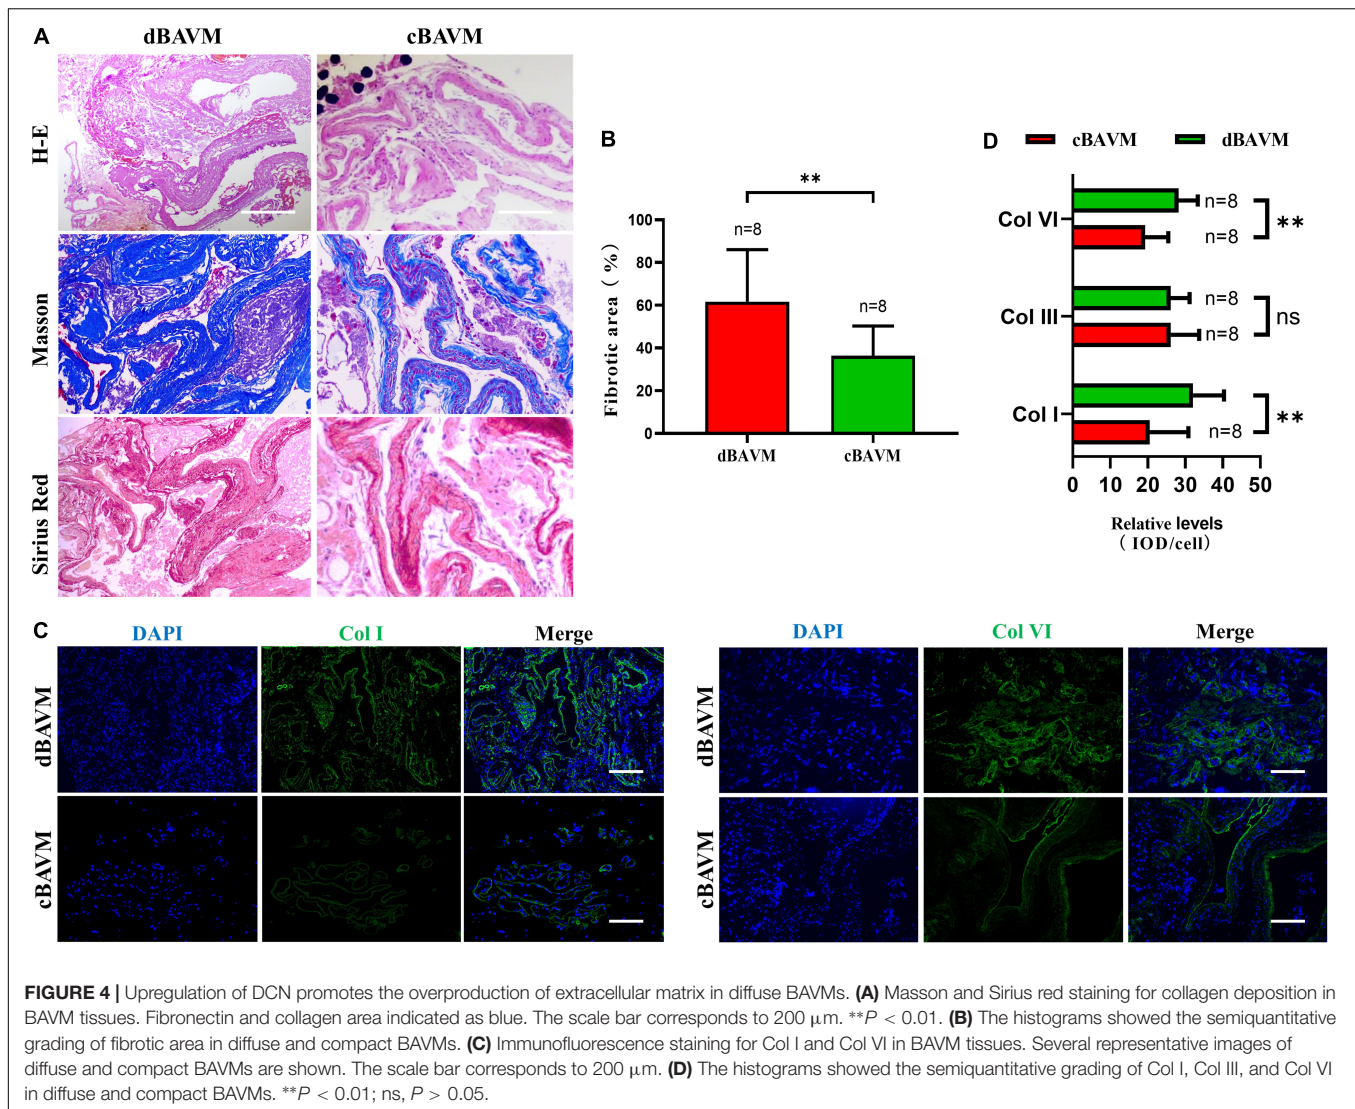 A
dBAVM
cBAVM
H-E
Masson
Sirius Red
B
**
n=8
n=8
Fibrotic area ( %)
100
80
60
40
20
0
dBAVM
cBAVM
D
cBAVM
dBAVM
Col VI
n=8
n=8
**
Col III
n=8
n=8
ns
Col I
n=8
**
0 10 20 30 40 50
Relative levels
( IOD/cell)
C
DAPI
Col I
Merge
dBAVM
cBAVM
DAPI
Col VI
Merge
dBAVM
cBAVM
FIGURE 4 | Upregulation of DCN promotes the overproduction of extracellular matrix in diffuse BAVMs. (A) Masson and Sirius red staining for collagen deposition in
BAVM tissues. Fibronectin and collagen area indicated as blue. The scale bar corresponds to 200 μm. **P < 0.01. (B) The histograms showed the semiquantitative
grading of fibrotic area in diffuse and compact BAVMs. (C) Immunofluorescence staining for Col I and Col VI in BAVM tissues. Several representative images of
diffuse and compact BAVMs are shown. The scale bar corresponds to 200 μm. (D) The histograms showed the semiquantitative grading of Col I, Col III, and Col VI
in diffuse and compact BAVMs. **P < 0.01; ns, P > 0.05.